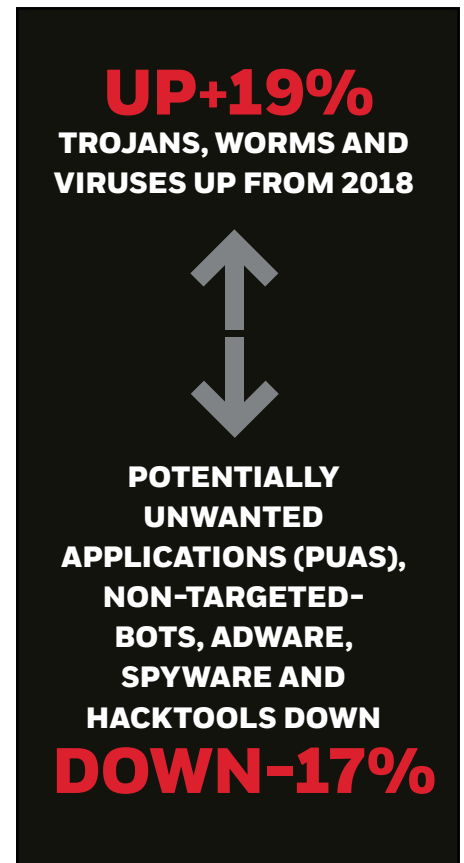 UP+19%
TROJANS, WORMS AND
VIRUSES UP FROM 2018
POTENTIALLY
UNWANTED
APPLICATIONS (PUAS),
NON-TARGETED-
BOTS, ADWARE,
SPYWARE AND
HACKTOOLS DOWN
DOWN-17%